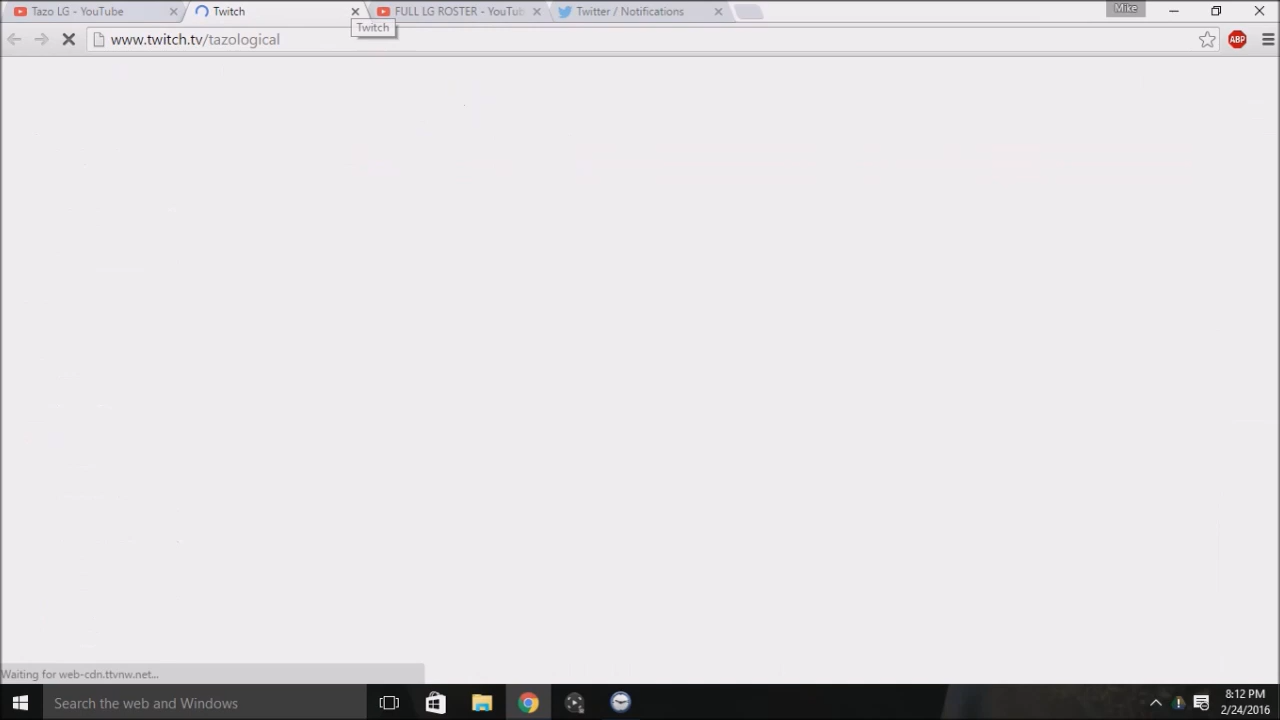 Tazo LG - YouTube
Twitch
FULL LG ROSTER - YouTub
Twitter / Notifications
Mike
Twitch
www.twitch.tv/tazological
ABP
Waiting for web-cdn.ttvnw.net...
Search the web and Windows
8:12 PM
2/24/2016